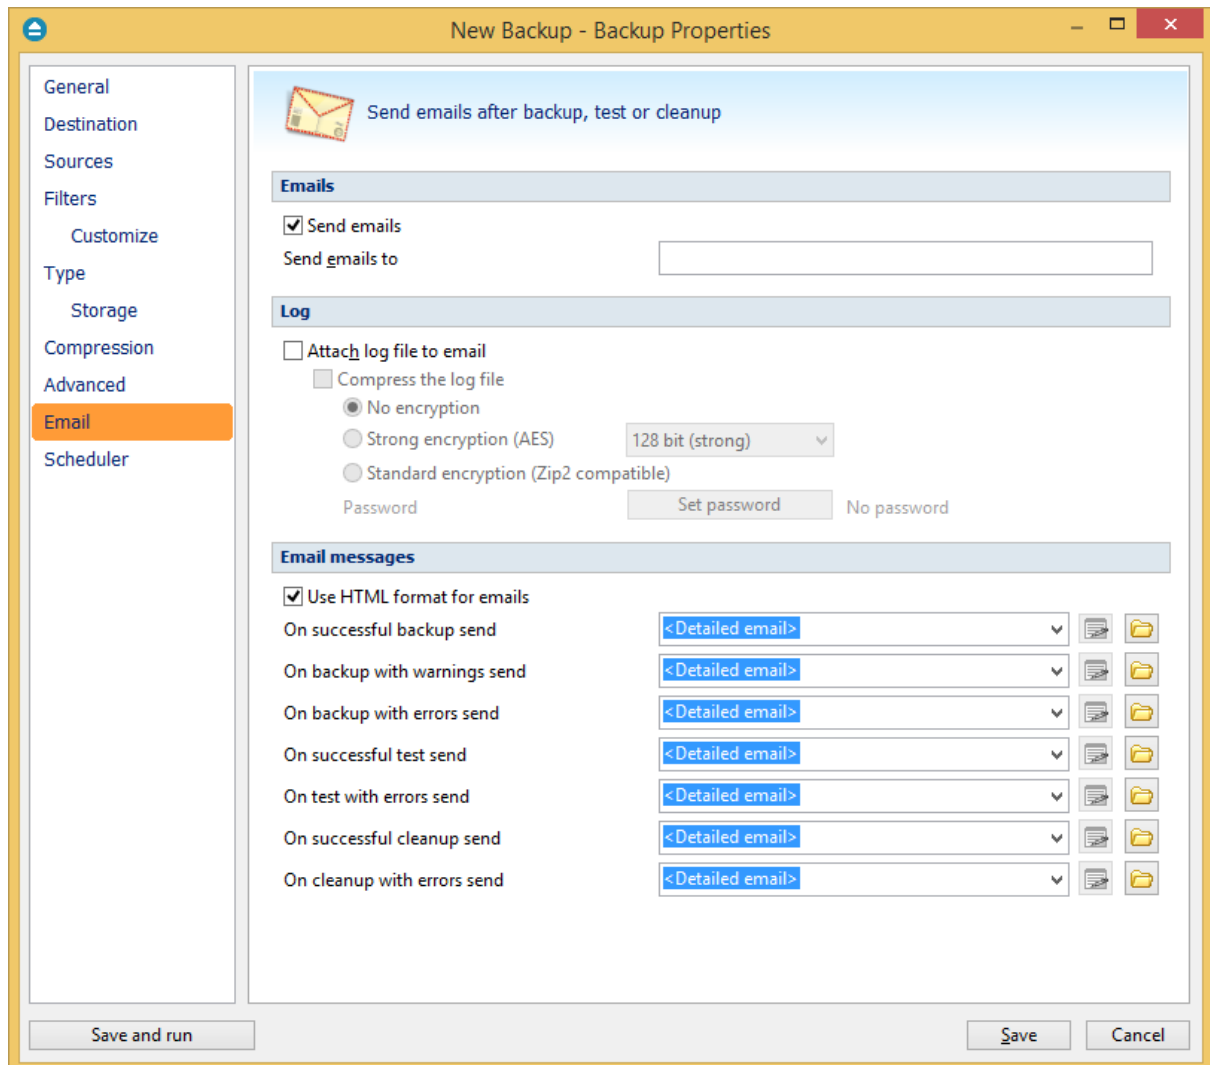 New Backup - Backup Properties
General
Destination
Sources
Filters
Customize
Type
Storage
Compression
Advanced
Email
Scheduler
Send emails after backup, test or cleanup
Emails
Send emails
Send emails to
Log
Attach log file to email
Compress the log file
No encryption
Strong encryption (AES) 128 bit (strong)
Standard encryption (Zip2 compatible)
Password Set password No password
Email messages
Use HTML format for emails
On successful backup send <Detailed email>
On backup with warnings send <Detailed email>
On backup with errors send <Detailed email>
On successful test send <Detailed email>
On test with errors send <Detailed email>
On successful cleanup send <Detailed email>
On cleanup with errors send <Detailed email>
Save and run Save Cancel